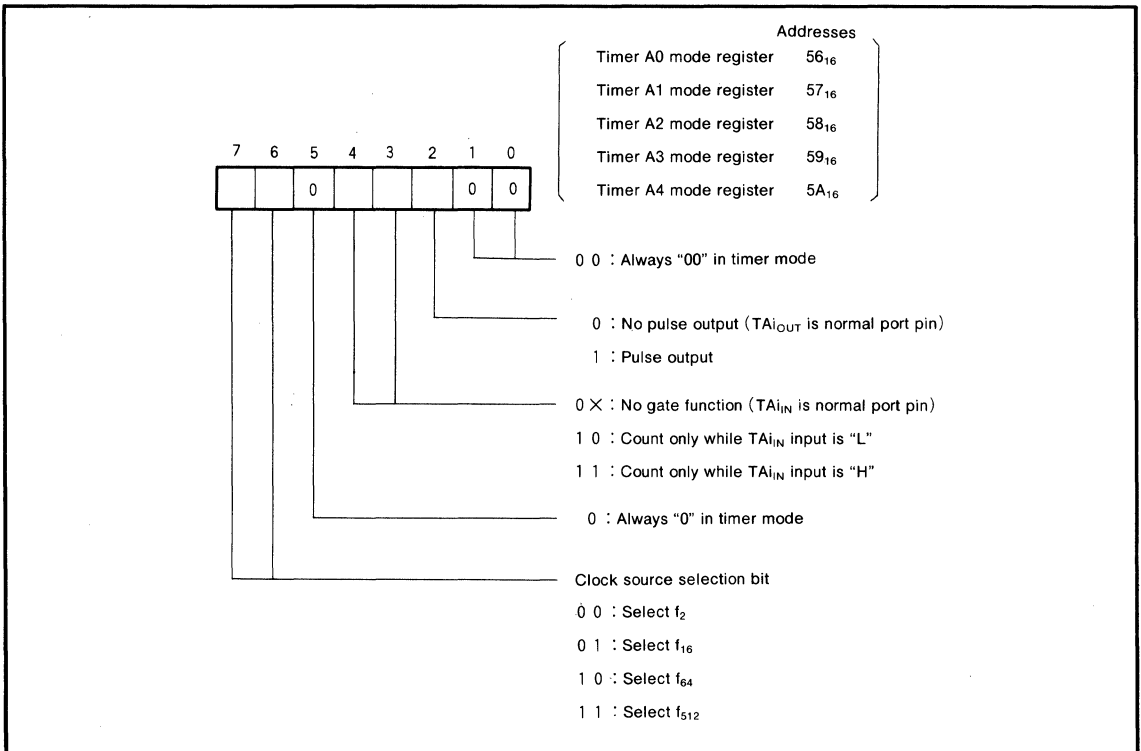 Addresses
Timer A0 mode register 56₁₆
Timer A1 mode register 57₁₆
Timer A2 mode register 58₁₆
Timer A3 mode register 59₁₆
Timer A4 mode register 5A₁₆
7 6 5 4 3 2 1 0
0 0 0
0 0 : Always “00” in timer mode
0 : No pulse output (TAiOUT is normal port pin)
1 : Pulse output
0 × : No gate function (TAiIN is normal port pin)
1 0 : Count only while TAiIN input is “L”
1 1 : Count only while TAiIN input is “H”
0 : Always “0” in timer mode
Clock source selection bit
0 0 : Select f₂
0 1 : Select f₁₆
1 0 : Select f₆₄
1 1 : Select f₅₁₂